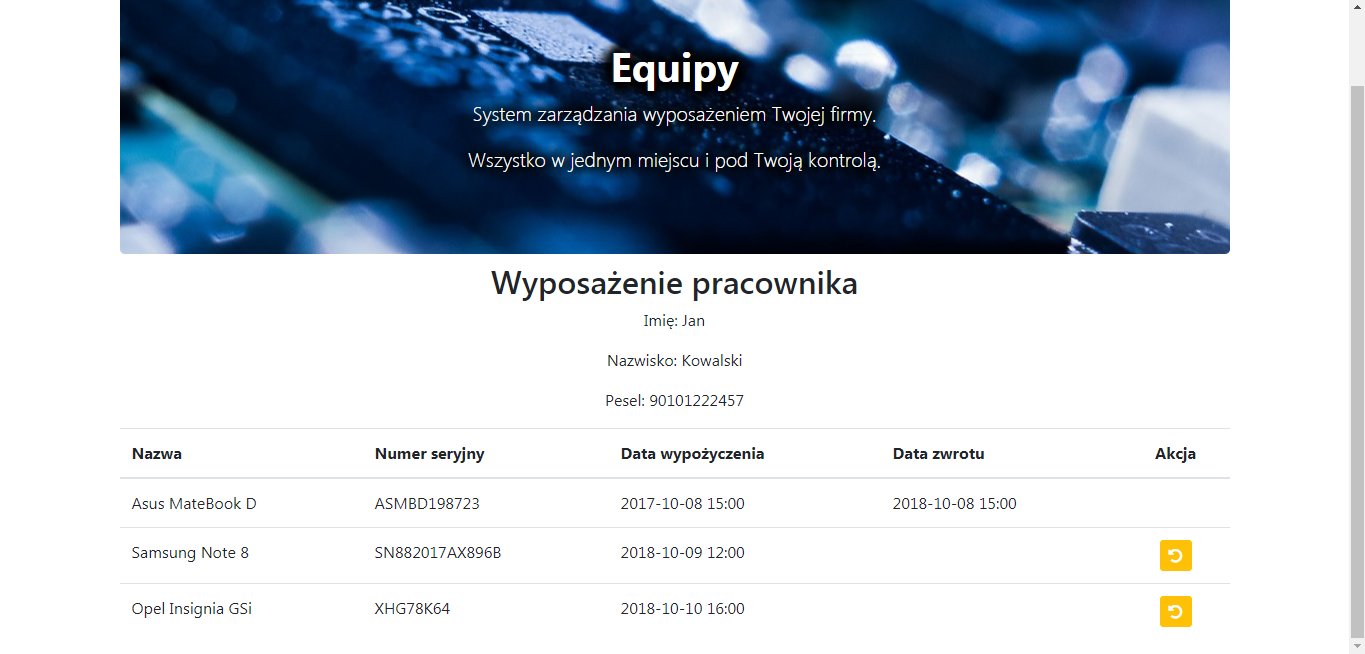 Equipy
System zarządzania wyposażeniem Twojej firmy.
Wszystko w jednym miejscu i pod Twoją kontrolą.
Wyposażenie pracownika
Imię: Jan
Nazwisko: Kowalski
Pesel: 90101222457
Nazwa Numer seryjny Data wypożyczenia Data zwrotu Akcja
Asus MateBook D ASMBD198723 2017-10-08 15:00 2018-10-08 15:00
Samsung Note 8 SN882017AX896B 2018-10-09 12:00
Opel Insignia GSi XHG78K64 2018-10-10 16:00